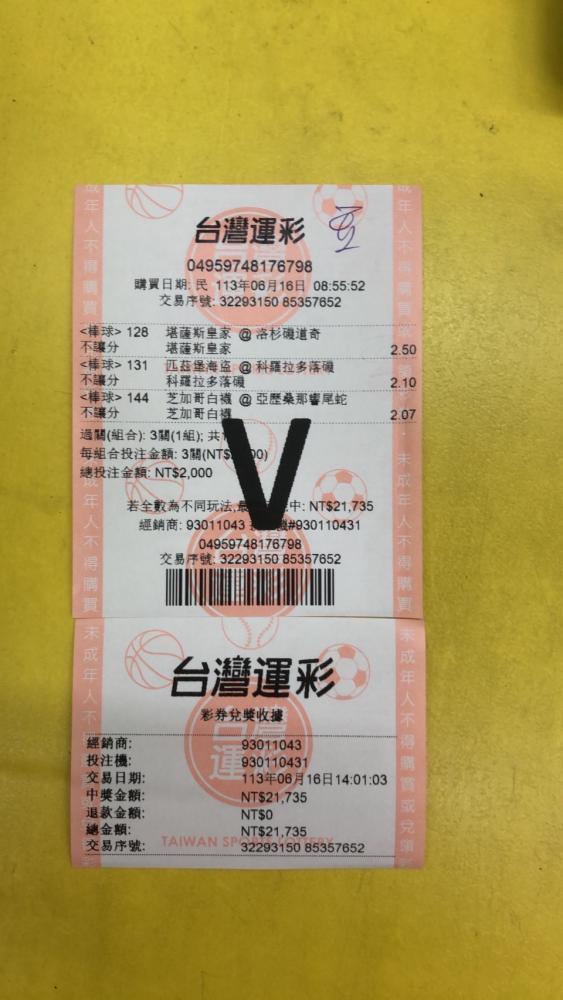 台灣運彩
04959748176798
購買日期: 民 113年06月16日 08:55:52
交易序號: 32293150 85357652
<棒球> 128 堪薩斯皇家 @ 洛杉磯道奇
不讓分 堪薩斯皇家 2.50
<棒球> 131 匹茲堡海盜 @ 科羅拉多落磯
不讓分 科羅拉多落磯 2.10
<棒球> 144 芝加哥白襪 @ 亞歷桑那響尾蛇
不讓分 芝加哥白襪 2.07
過關(組合): 3關(1組); 共
每組合投注金額: 3關(NT$ 00)
總投注金額: NT$2,000
V
若全數為不同玩法,最 中: NT$21,735
經銷商: 93011043 #930110431
04959748176798
交易序號: 32293150 85357652
台灣運彩
彩券兌獎收據
經銷商: 93011043
投注機: 930110431
交易日期: 113年06月16日14:01:03
中獎金額: NT$21,735
退款金額: NT$0
總金額: NT$21,735
交易序號: 32293150 85357652
TAIWAN SPORTS LOTTERY